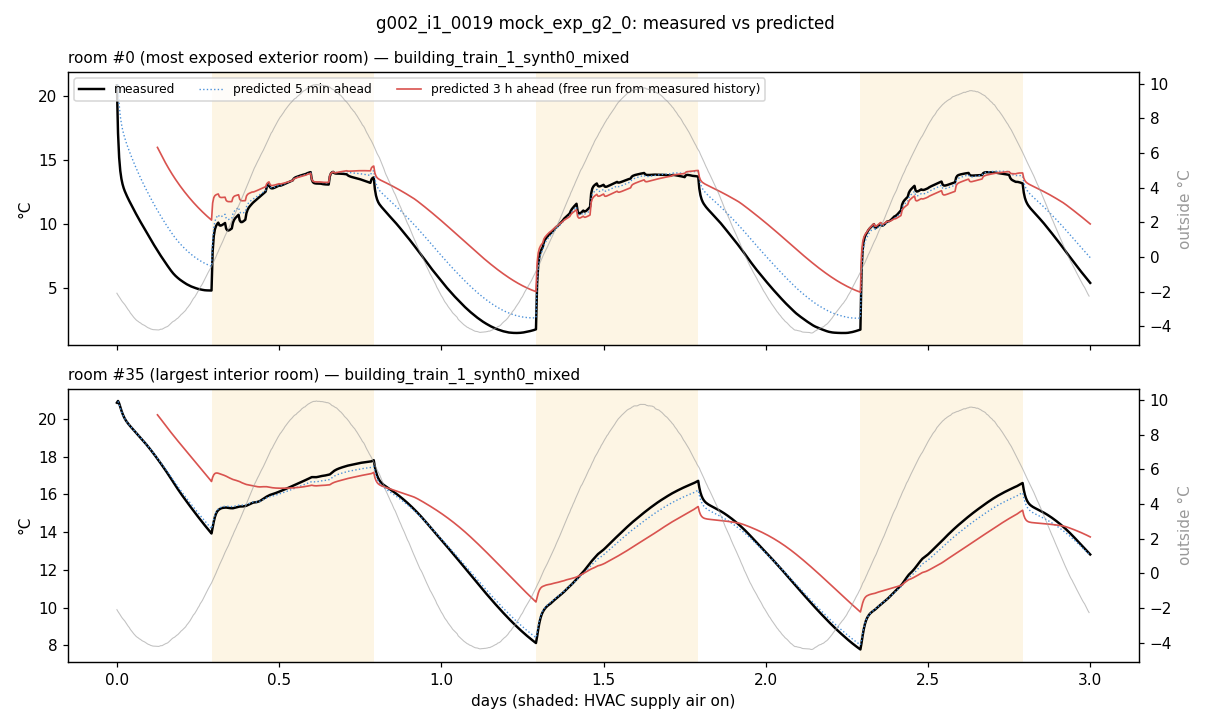 g002_i1_0019 mock_exp_g2_0: measured vs predicted
room #0 (most exposed exterior room) — building_train_1_synth0_mixed
measured
predicted 5 min ahead
predicted 3 h ahead (free run from measured history)
20
15
10
5
°C
10
8
6
4
2
0
−2
−4
outside °C
room #35 (largest interior room) — building_train_1_synth0_mixed
20
18
16
14
12
10
8
°C
10
8
6
4
2
0
−2
−4
outside °C
0.0 0.5 1.0 1.5 2.0 2.5 3.0
days (shaded: HVAC supply air on)